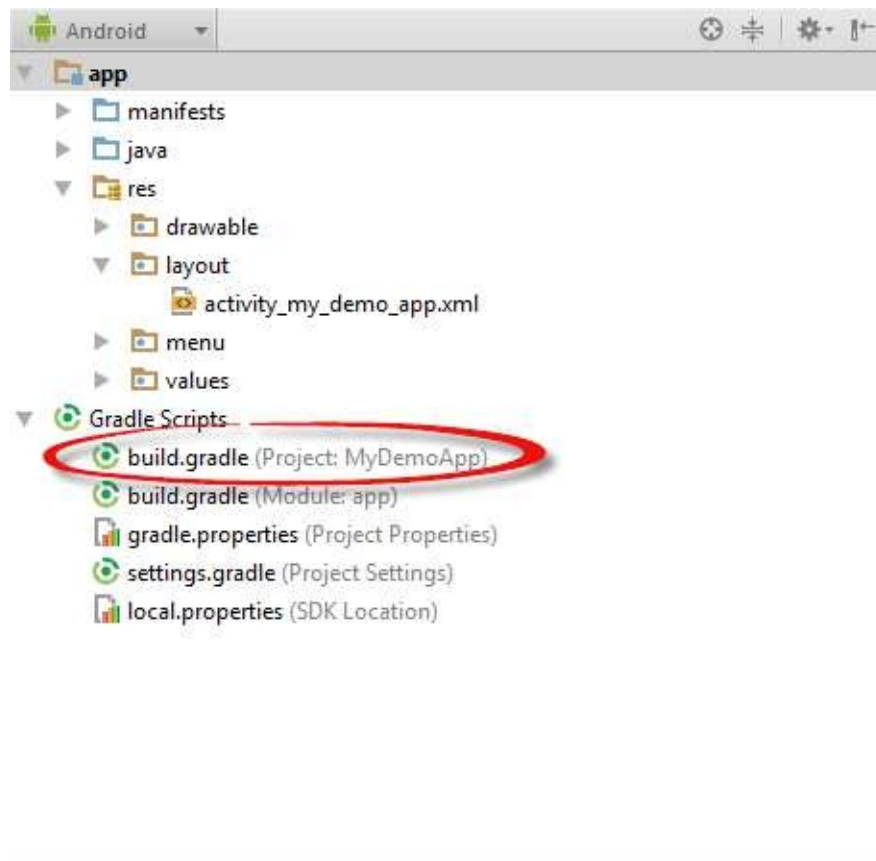 Android
app
manifests
java
res
drawable
layout
activity_my_demo_app.xml
menu
values
Gradle Scripts
build.gradle (Project: MyDemoApp)
build.gradle (Module: app)
gradle.properties (Project Properties)
settings.gradle (Project Settings)
local.properties (SDK Location)